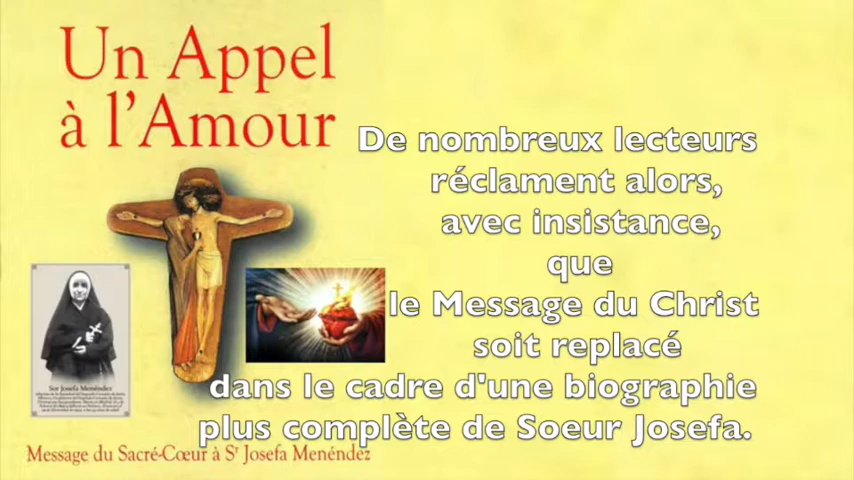 Un Appel
à l'Amour
De nombreux lecteurs
réclament alors,
avec insistance,
que
le Message du Christ
soit replacé
dans le cadre d'une biographie
plus complète de Soeur Josefa.
Sor Josefa Menéndez
Message du Sacré-Cœur à Sr Josefa Menéndez